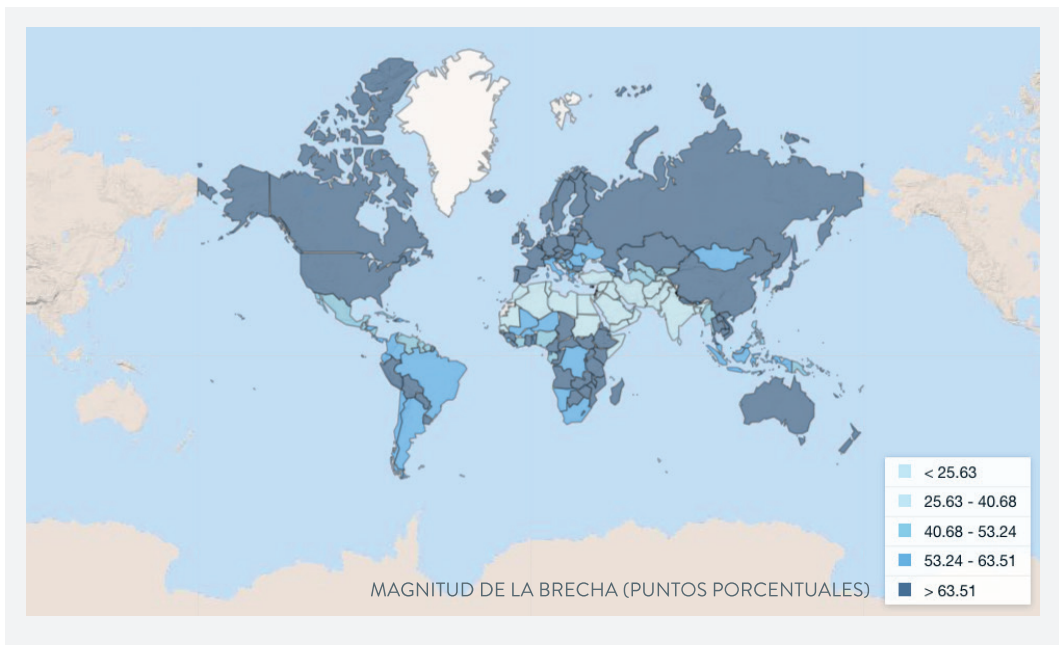 < 25.63
25.63 - 40.68
40.68 - 53.24
53.24 - 63.51
> 63.51
MAGNITUD DE LA BRECHA (PUNTOS PORCENTUALES)